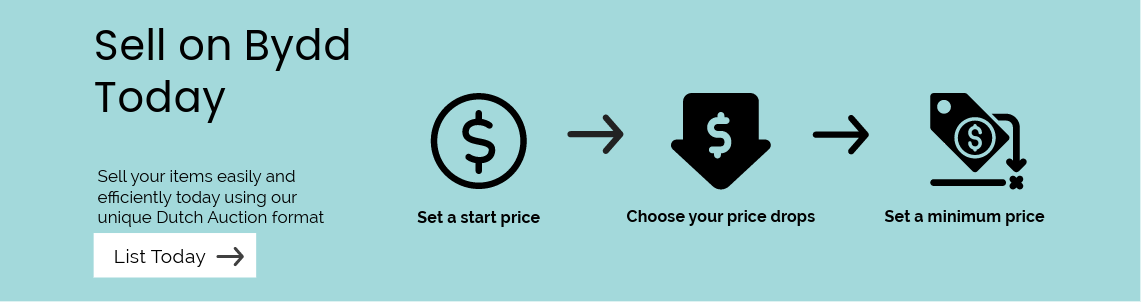 Sell on Bydd
Today
Sell your items easily and
efficiently today using our
unique Dutch Auction format
List Today
$
Set a start price
$
Choose your price drops
$
Set a minimum price